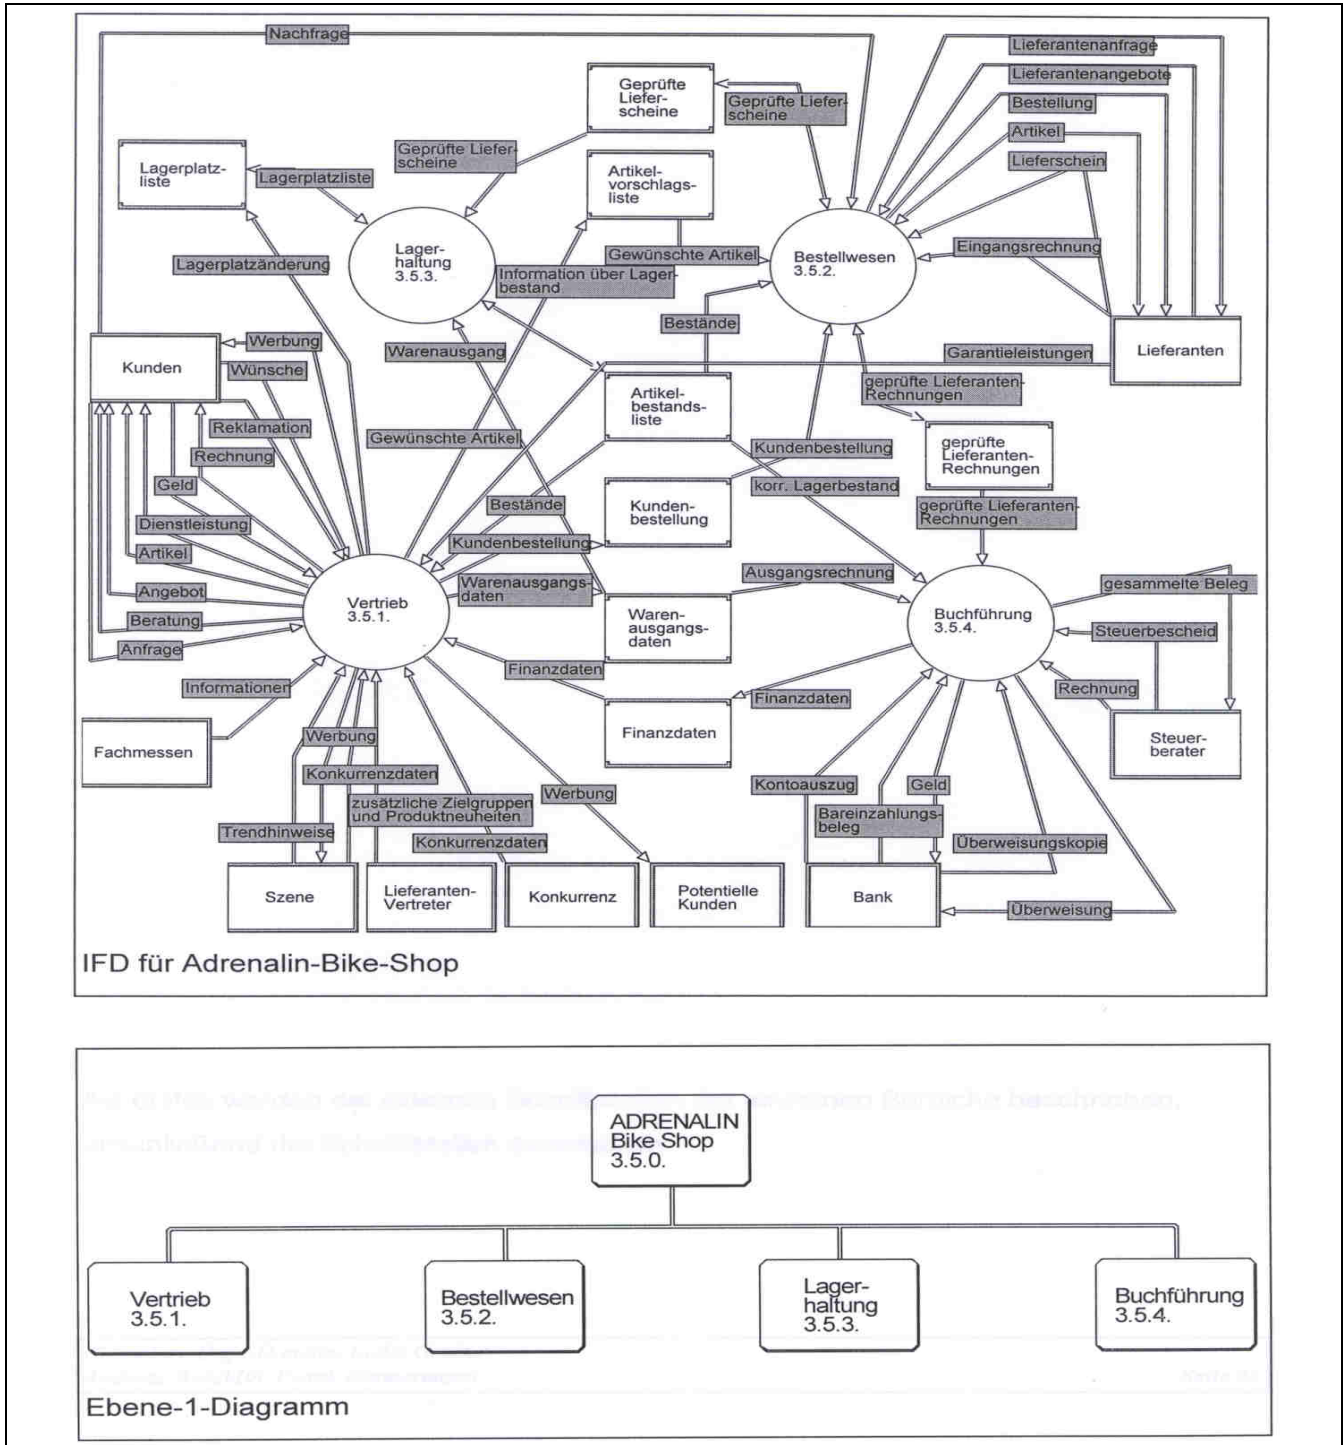 Nachfrage
Lieferantenanfrage
Lieferantenangebote
Bestellung
Artikel
Lieferschein
Geprüfte
Liefer-
scheine
Geprüfte Liefer-
scheine
Geprüfte Liefer-
scheine
Lagerplatz-
liste
Lagerplatzliste
Artikel-
vorschlags-
liste
Lager-
haltung
3.5.3.
Bestellwesen
3.5.2.
Eingangsrechnung
Gewünschte Artikel
Information über Lager-
bestand
Lagerplatzänderung
Bestände
Kunden
Werbung
Wünsche
Warenausgang
Garantieleistungen
Lieferanten
Artikel-
bestands-
liste
geprüfte Lieferanten-
Rechnungen
Reklamation
Gewünschte Artikel
Rechnung
Kundenbestellung
geprüfte
Lieferanten-
Rechnungen
Geld
korr. Lagerbestand
Bestände
Kunden-
bestellung
geprüfte Lieferanten-
Rechnungen
Dienstleistung
Kundenbestellung
Artikel
Ausgangsrechnung
gesammelte Beleg
Angebot
Warenausgangs-
daten
Vertrieb
3.5.1.
Waren-
ausgangs-
daten
Buchführung
3.5.4.
Beratung
Steuerbescheid
Anfrage
Finanzdaten
Informationen
Finanzdaten
Rechnung
Fachmessen
Werbung
Finanzdaten
Steuer-
berater
Konkurrenzdaten
Werbung
Kontoauszug
Geld
zusätzliche Zielgruppen
und Produktneuheiten
Bareinzahlungs-
beleg
Trendhinweise
Konkurrenzdaten
Überweisungskopie
Szene
Lieferanten-
Vertreter
Konkurrenz
Potentielle
Kunden
Bank
Überweisung
IFD für Adrenalin-Bike-Shop
ADRENALIN
Bike Shop
3.5.0.
Vertrieb
3.5.1.
Bestellwesen
3.5.2.
Lager-
haltung
3.5.3.
Buchführung
3.5.4.
Ebene-1-Diagramm